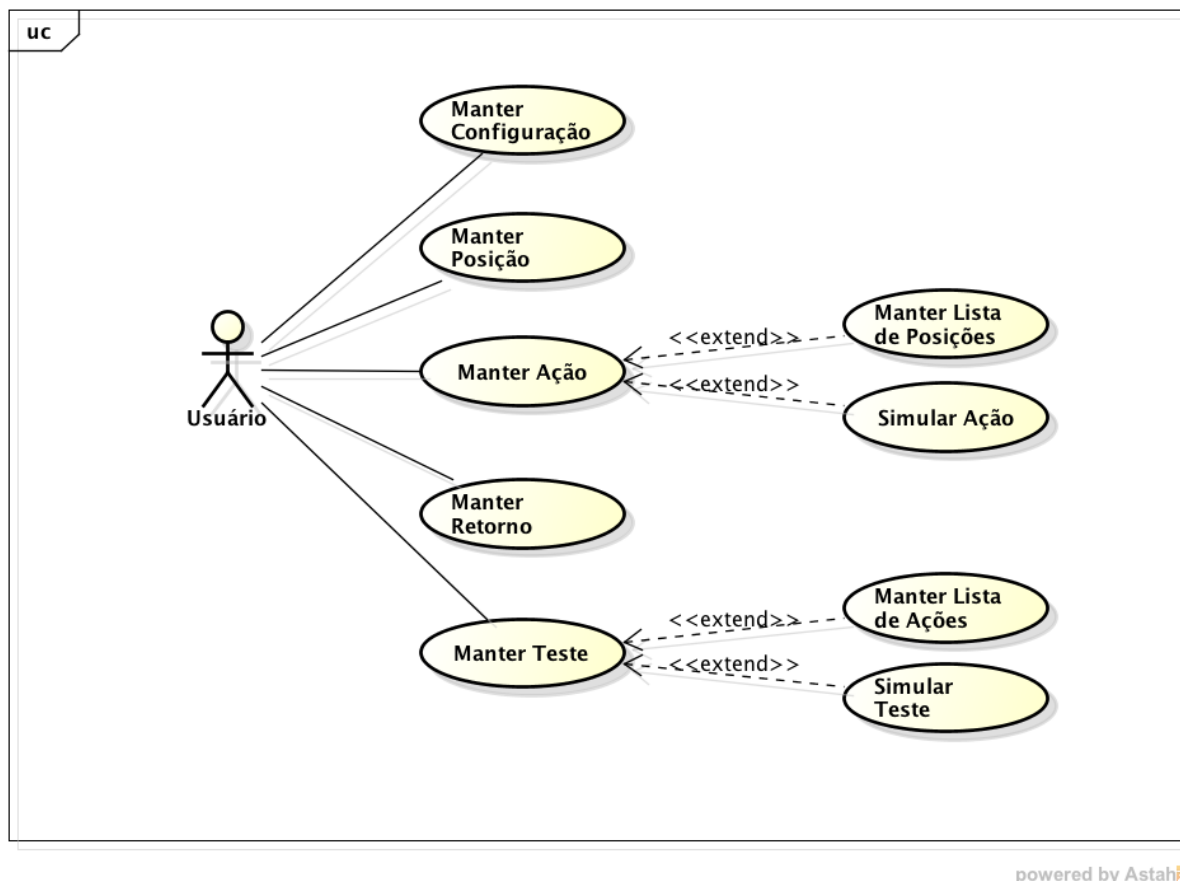 uc
Manter
Configuração
Manter
Posição
Manter Lista
de Posições
<<extend>>
Manter Ação
<<extend>>
Simular Ação
Usuário
Manter
Retorno
Manter Lista
de Ações
<<extend>>
Manter Teste
<<extend>>
Simular
Teste
powered by Astah